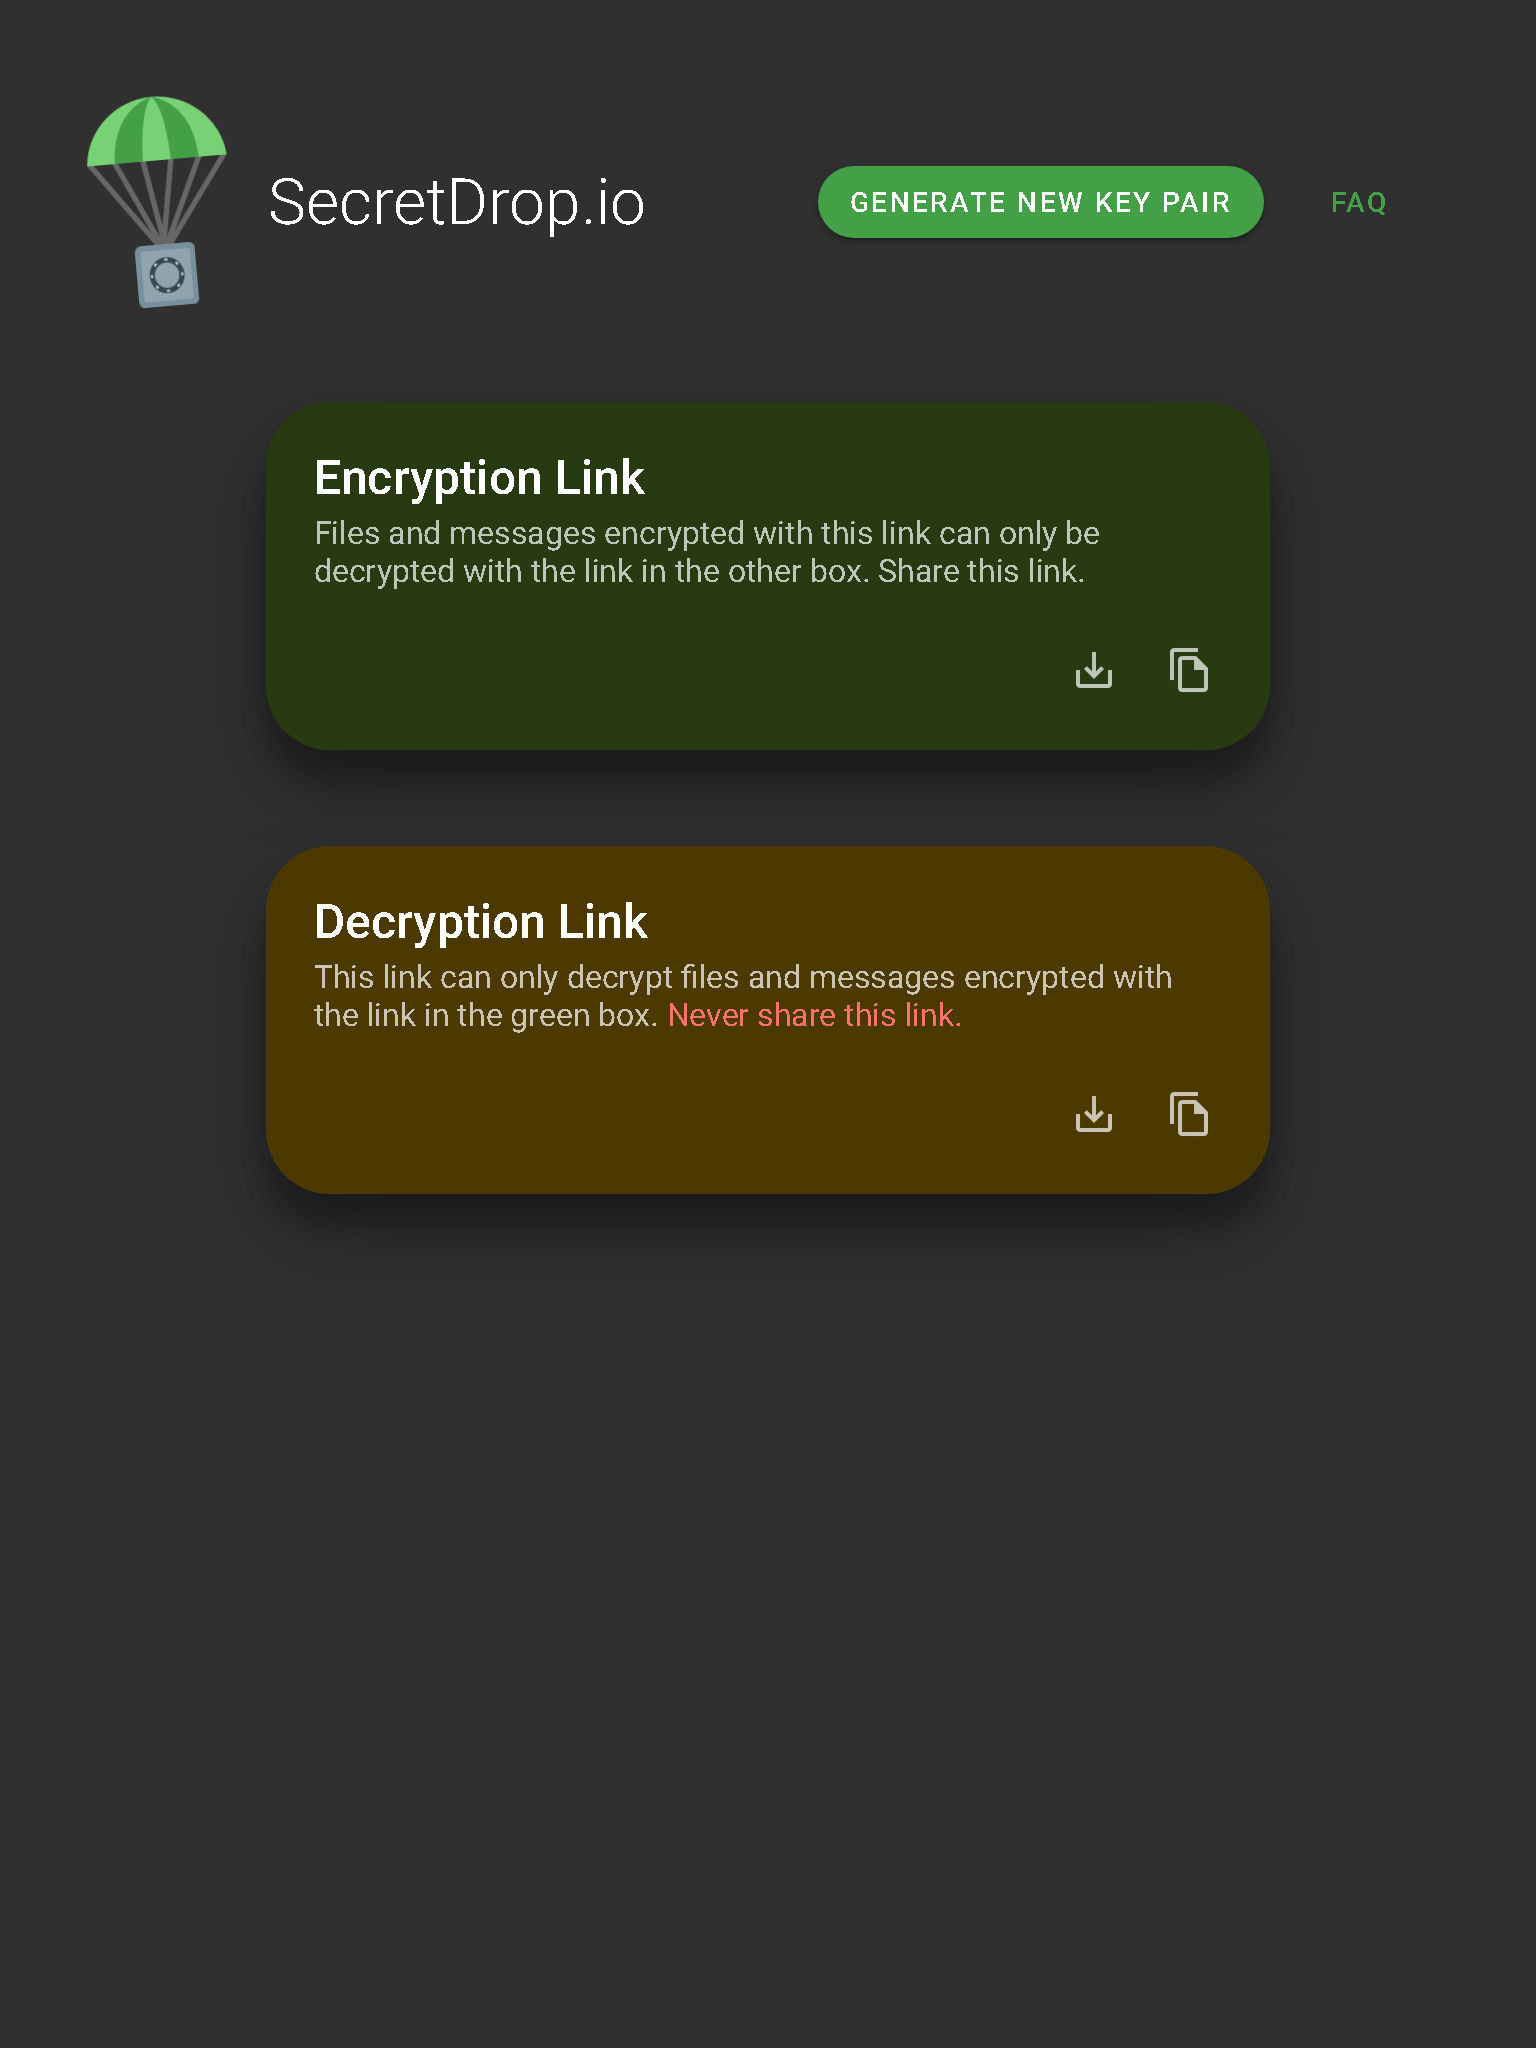 SecretDrop.io
GENERATE NEW KEY PAIR
FAQ
Encryption Link
Files and messages encrypted with this link can only be
decrypted with the link in the other box. Share this link.
Decryption Link
This link can only decrypt files and messages encrypted with
the link in the green box. Never share this link.